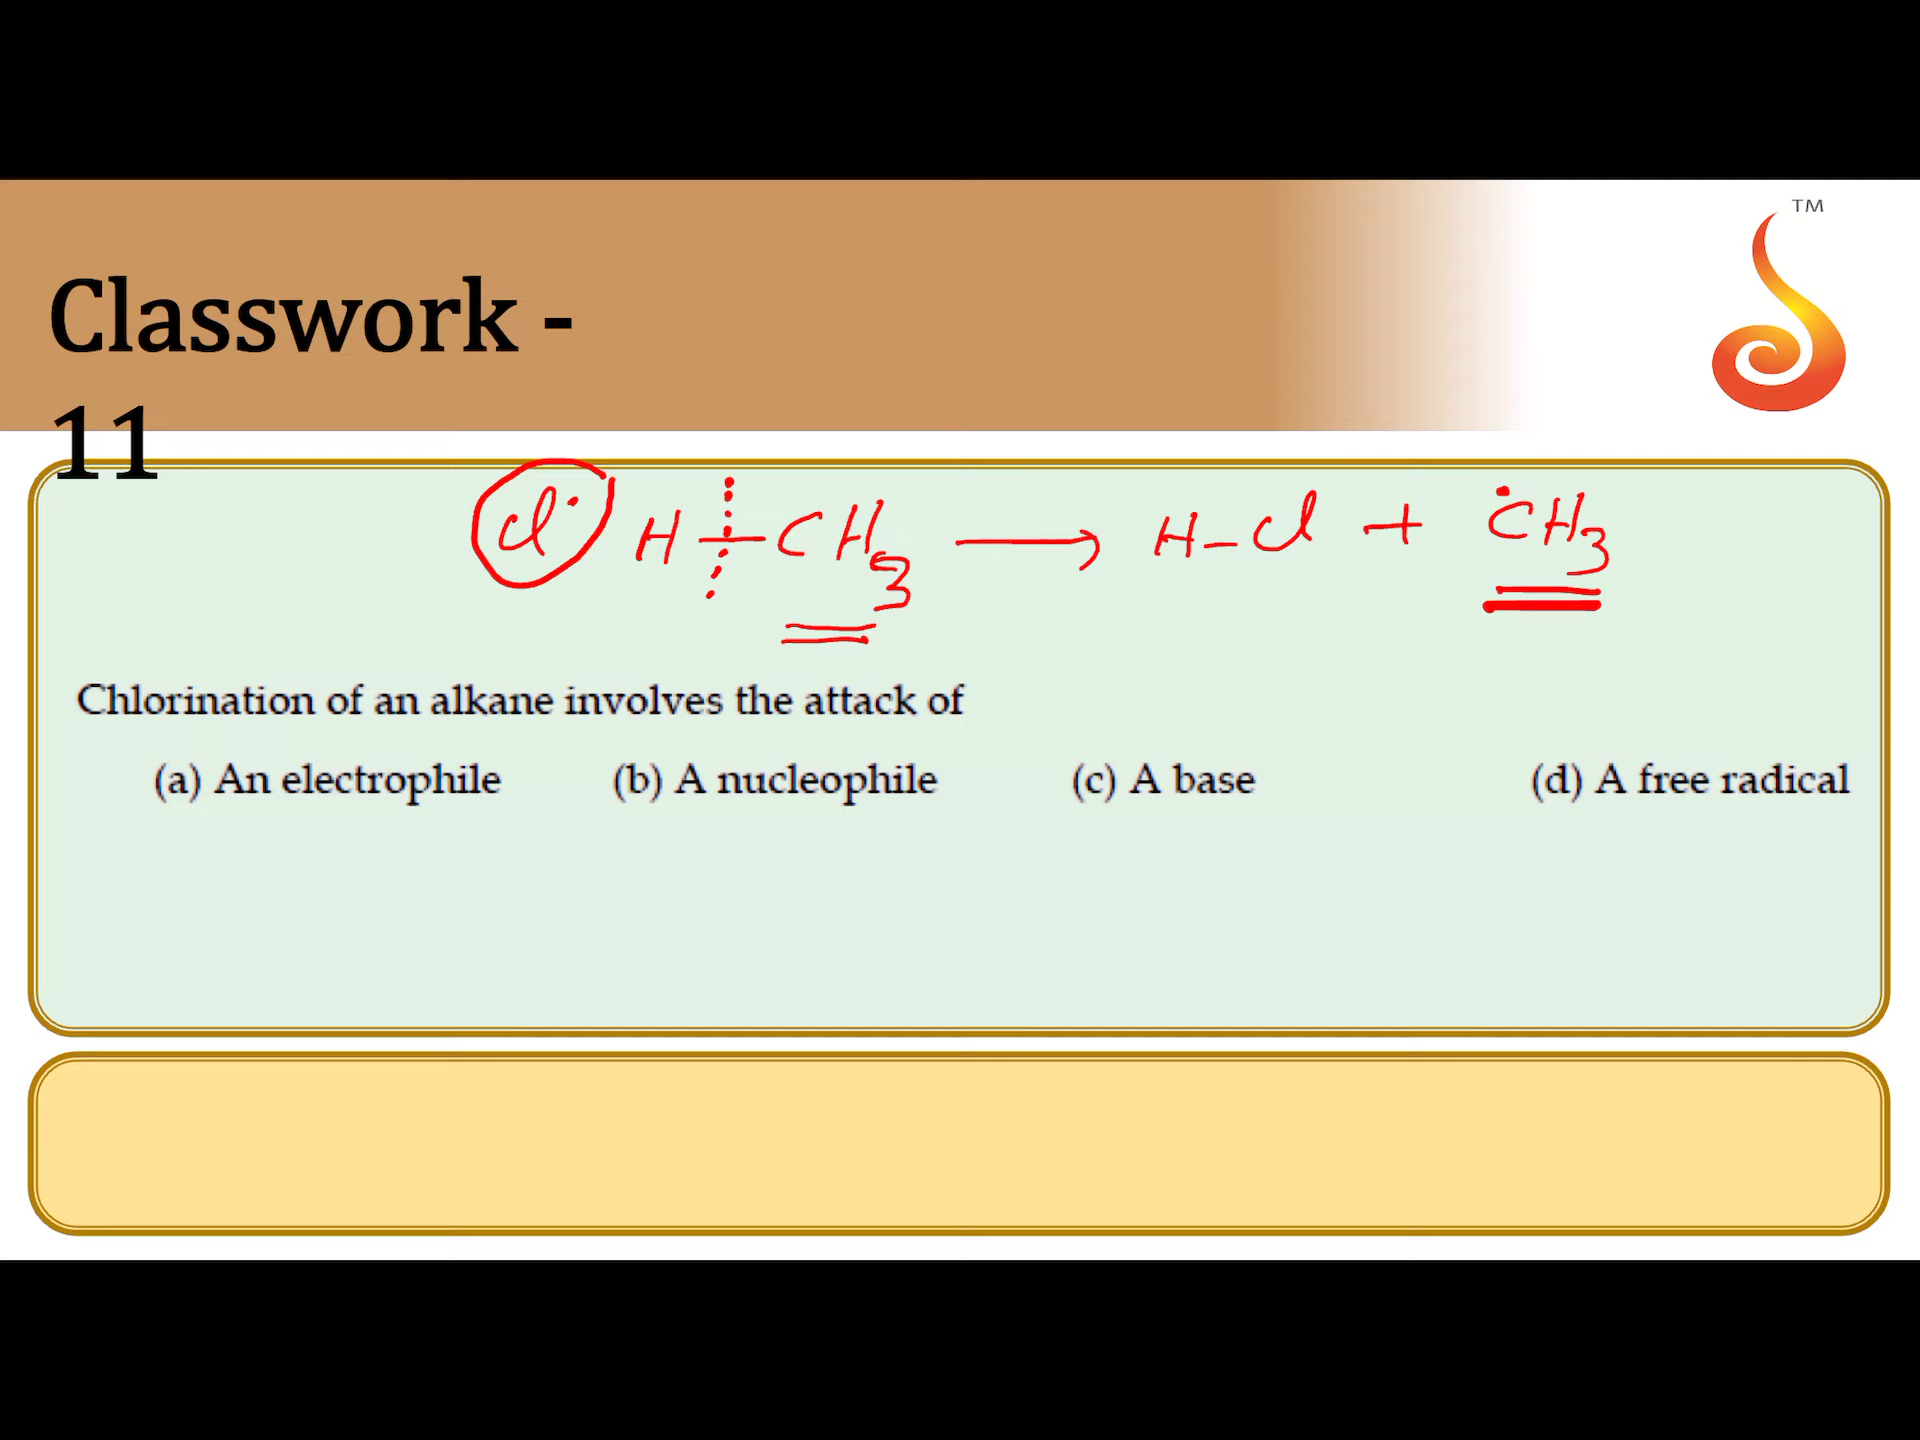 TM
Classwork -
11
Cl· H-CH3 → H-Cl + ĊH3
Chlorination of an alkane involves the attack of
(a) An electrophile (b) A nucleophile (c) A base (d) A free radical